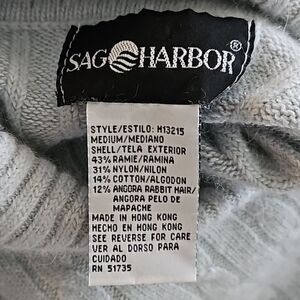 SAG HARBOR®
STYLE/ESTILO: H13215
MEDIUM/MEDIANO
SHELL/TELA EXTERIOR
43% RAMIE/RAMINA
31% NYLON/NILON
14% COTTON/ALGODON
12% ANGORA RABBIT HAIR/
ANGORA PELO DE
MAPACHE
MADE IN HONG KONG
HECHO EN HONG KONG
SEE REVERSE FOR CARE
VER AL DORSO PARA
CUIDADO
RN 51735